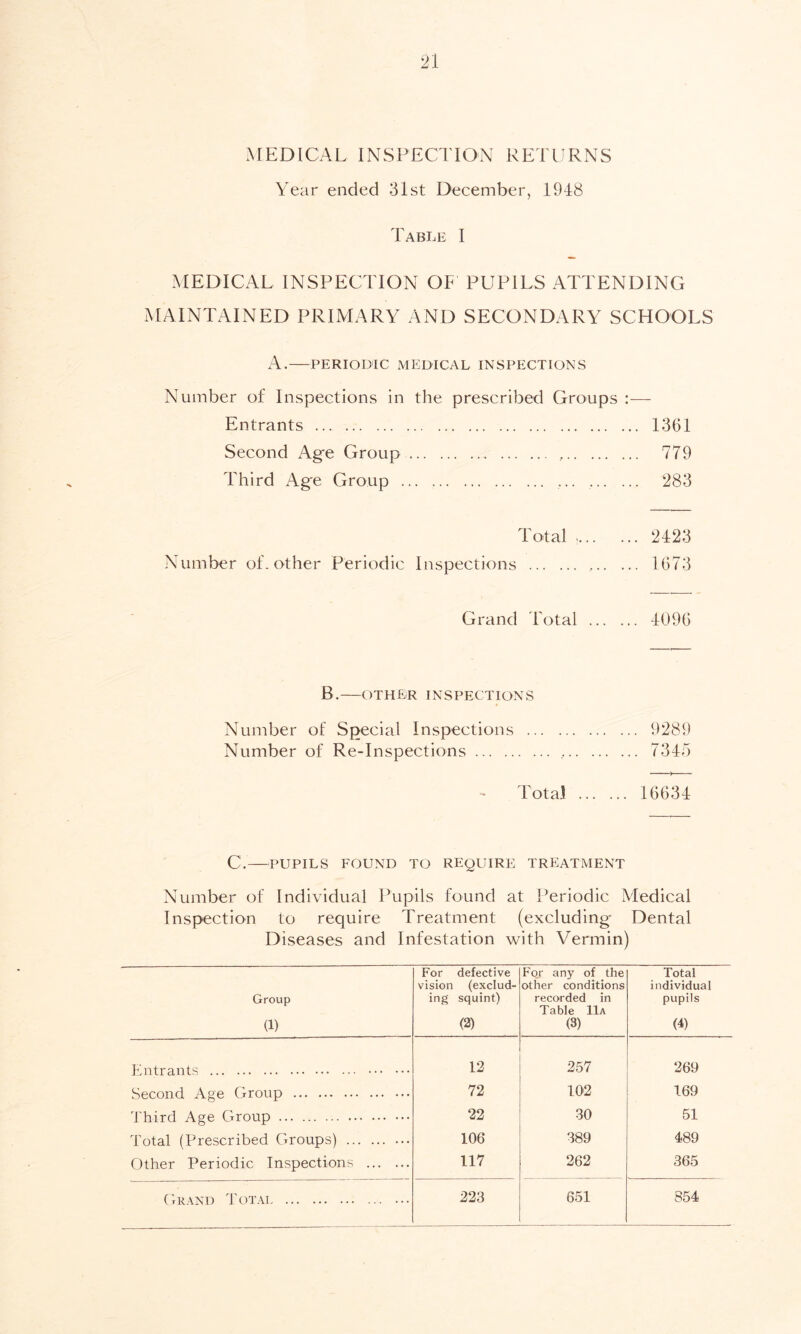 21
MEDICAL INSPECTION RETURNS
Year ended 31st December, 1948
TABLE I
MEDICAL INSPECTION OF PUPILS ATTENDING
MAINTAINED PRIMARY AND SECONDARY SCHOOLS
A.—PERIODIC MEDICAL INSPECTIONS
Number of Inspections in the prescribed Groups :—
Entrants ... ... ... ... ... ... ... ... ... ... ... ... 1361
Second Age Group ... ... ... ... ... ... ... ... ... 779
Third Age Group ... ... ... ... ... ... ... ... ... 283
Total ... ... 2423
Number of other Periodic Inspections ... ... ... ... 1673
Grand Total ... ... 4096
B.—OTHER INSPECTIONS
Number of Special Inspections ... ... ... ... 9289
Number of Re-Inspections ... ... ... ... ... ... 7345
Total ... ... 16634
C.—PUPILS FOUND TO REQUIRE TREATMENT
Number of Individual Pupils found at Periodic Medical
Inspection to require Treatment (excluding Dental
Diseases and Infestation with Vermin)
Group (1) | For defective vision (excluding squint) (2) | For any of the other conditions recorded in Table 11A (3) | Total individual pupils (4)
Entrants ... ... ... ... ... ... ... ... 12 257 269
Second Age Group ... ... ... ... ... 72 102 169
Third Age Group ... ... ... ... ... ... 22 30 51
Total (Prescribed Groups) ... ... ... 106 389 489
Other Periodic Inspections ... ... 117 262 365
GRAND TOTAL ... ... ... ... ... 223 651 854